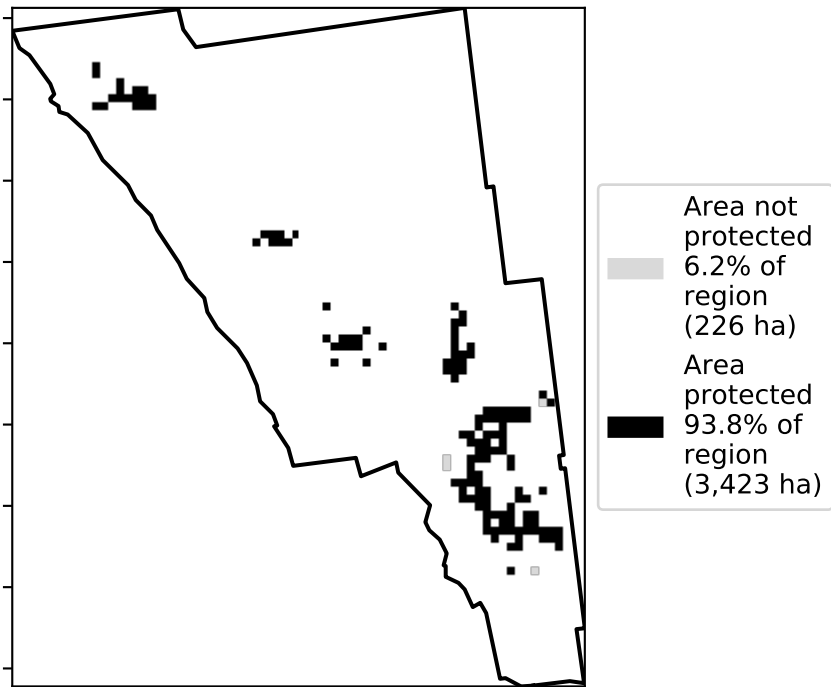 Area not
protected
6.2% of
region
(226 ha)
Area
protected
93.8% of
region
(3,423 ha)